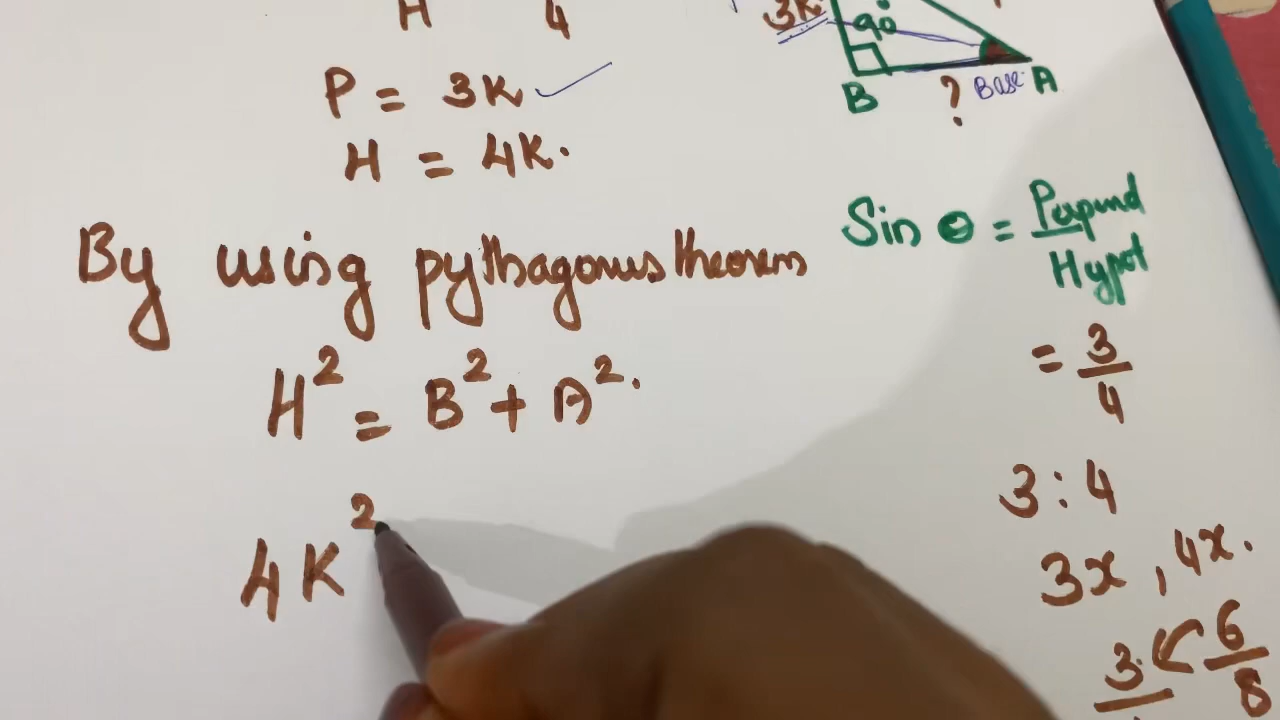 H 4
3K
90°
P = 3K
B ? Base A
H = 4K.
Sin θ = Perpend
Hypot
By using pythagorus theorem
= 3
4
H² = B² + A².
3 : 4
4K²
3x , 4x.
3 6
8